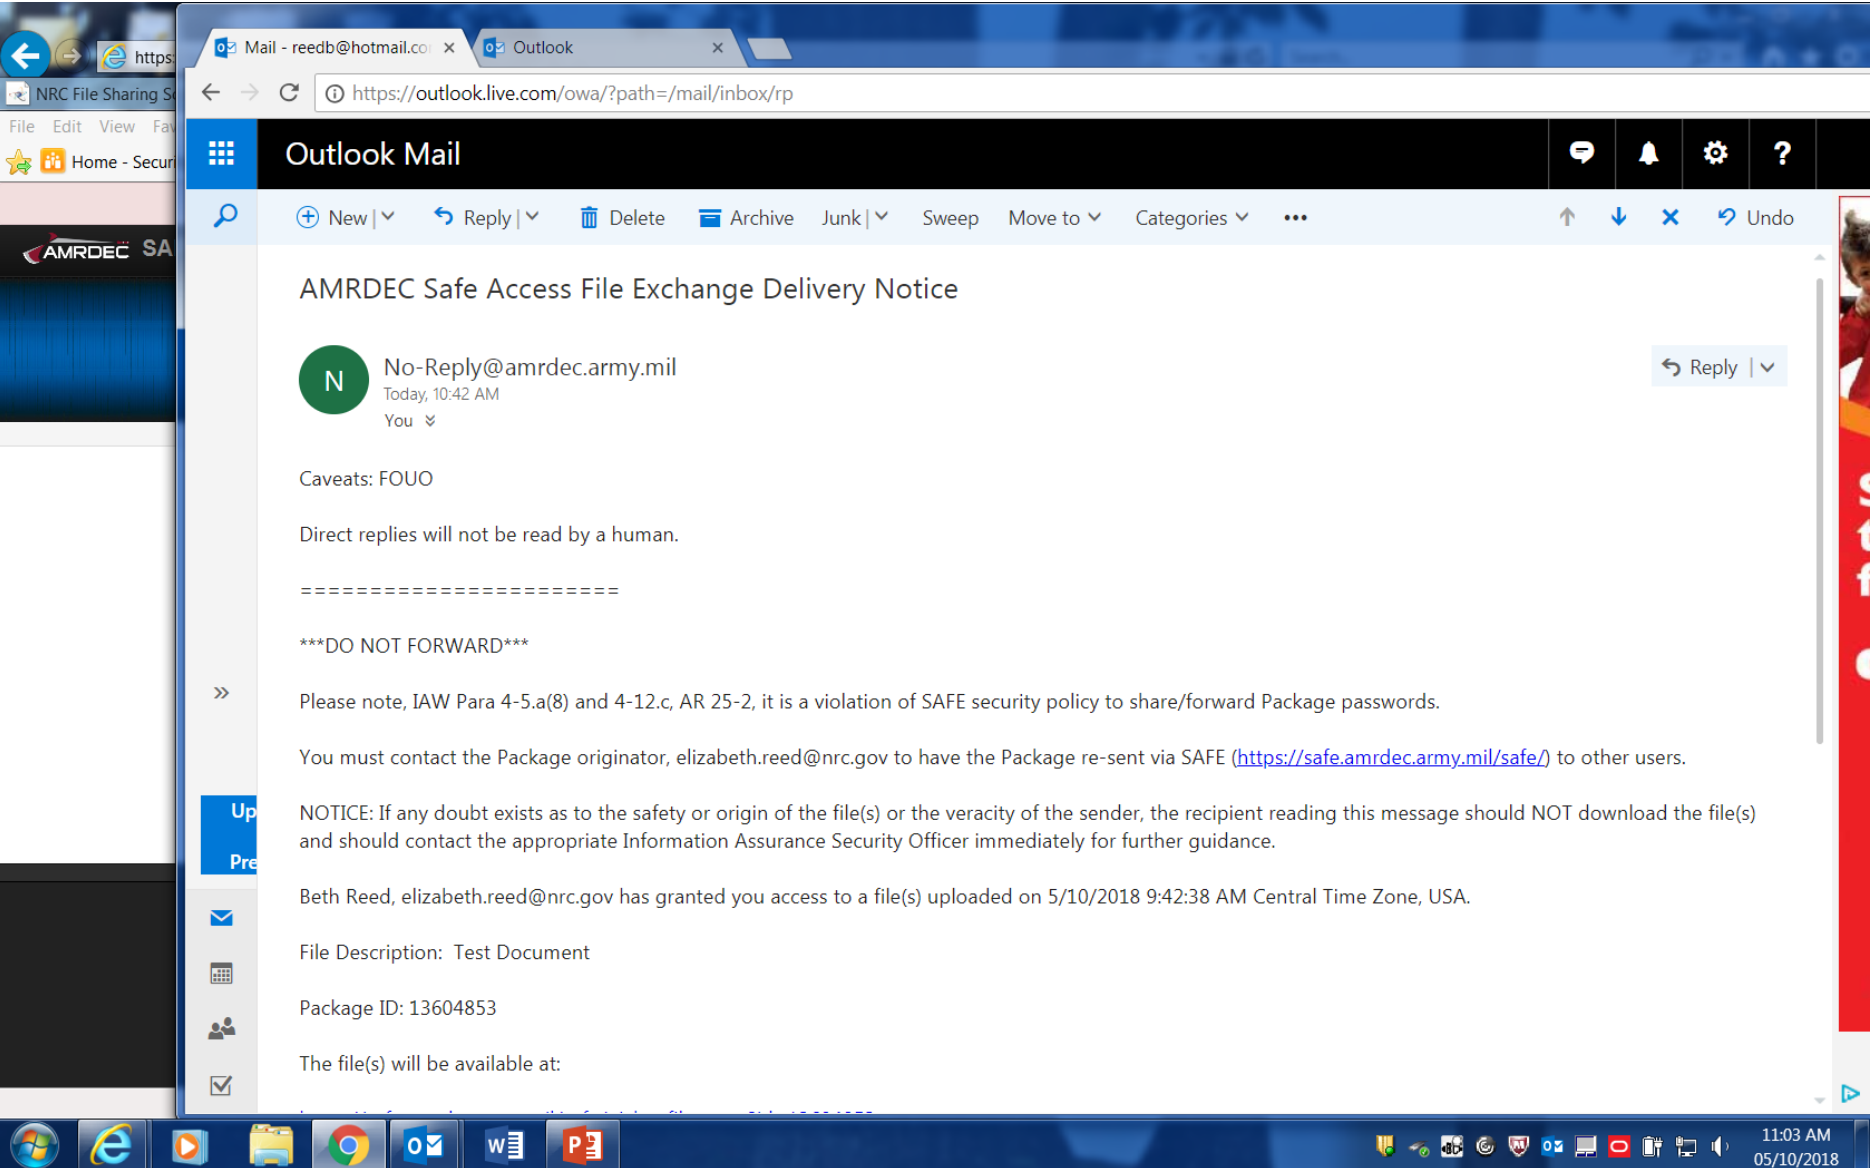 Mail - reedb@hotmail.co
Outlook
https:
https://outlook.live.com/owa/?path=/mail/inbox/rp
NRC File Sharing S
File Edit View Fav
Home - Securi
AMRDEC SA
Outlook Mail
New
Reply
Delete
Archive
Junk
Sweep
Move to
Categories
Undo
AMRDEC Safe Access File Exchange Delivery Notice
N
No-Reply@amrdec.army.mil
Today, 10:42 AM
You
Reply
Caveats: FOUO
Direct replies will not be read by a human.
=======================
***DO NOT FORWARD***
Please note, IAW Para 4-5.a(8) and 4-12.c, AR 25-2, it is a violation of SAFE security policy to share/forward Package passwords.
You must contact the Package originator, elizabeth.reed@nrc.gov to have the Package re-sent via SAFE (https://safe.amrdec.army.mil/safe/) to other users.
NOTICE: If any doubt exists as to the safety or origin of the file(s) or the veracity of the sender, the recipient reading this message should NOT download the file(s)
and should contact the appropriate Information Assurance Security Officer immediately for further guidance.
Up
Pre
Beth Reed, elizabeth.reed@nrc.gov has granted you access to a file(s) uploaded on 5/10/2018 9:42:38 AM Central Time Zone, USA.
File Description: Test Document
Package ID: 13604853
The file(s) will be available at:
11:03 AM
05/10/2018